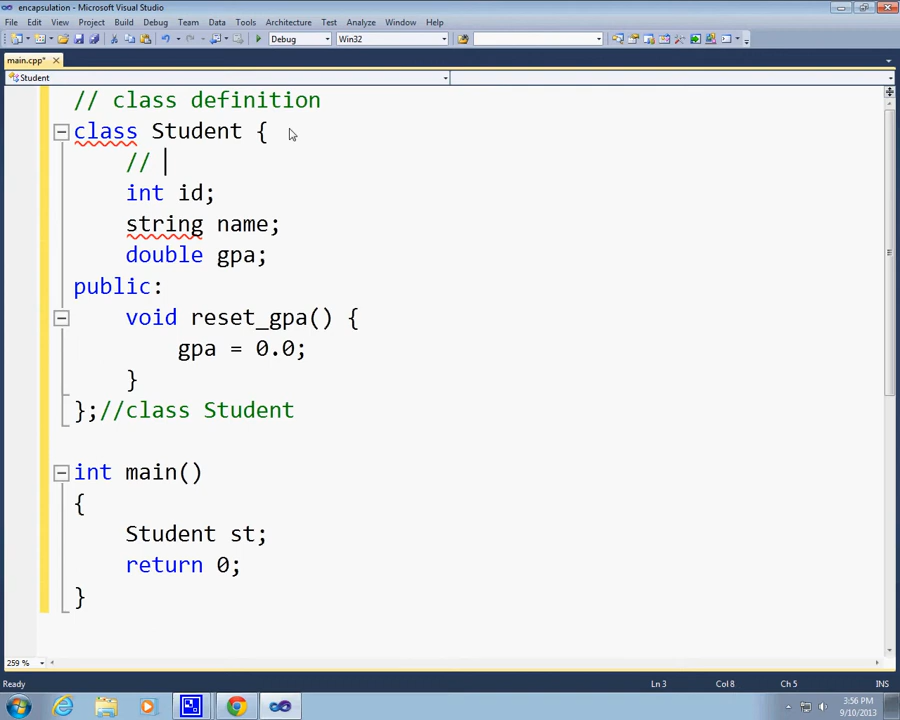 encapsulation - Microsoft Visual Studio
File Edit View Project Build Debug Team Data Tools Architecture Test Analyze Window Help
Debug Win32
main.cpp*
Student
// class definition
class Student {
//
int id;
string name;
double gpa;
public:
void reset_gpa() {
gpa = 0.0;
}
};//class Student
int main()
{
Student st;
return 0;
}
259 %
Ready Ln 3 Col 8 Ch 5 INS
3:56 PM
9/10/2013